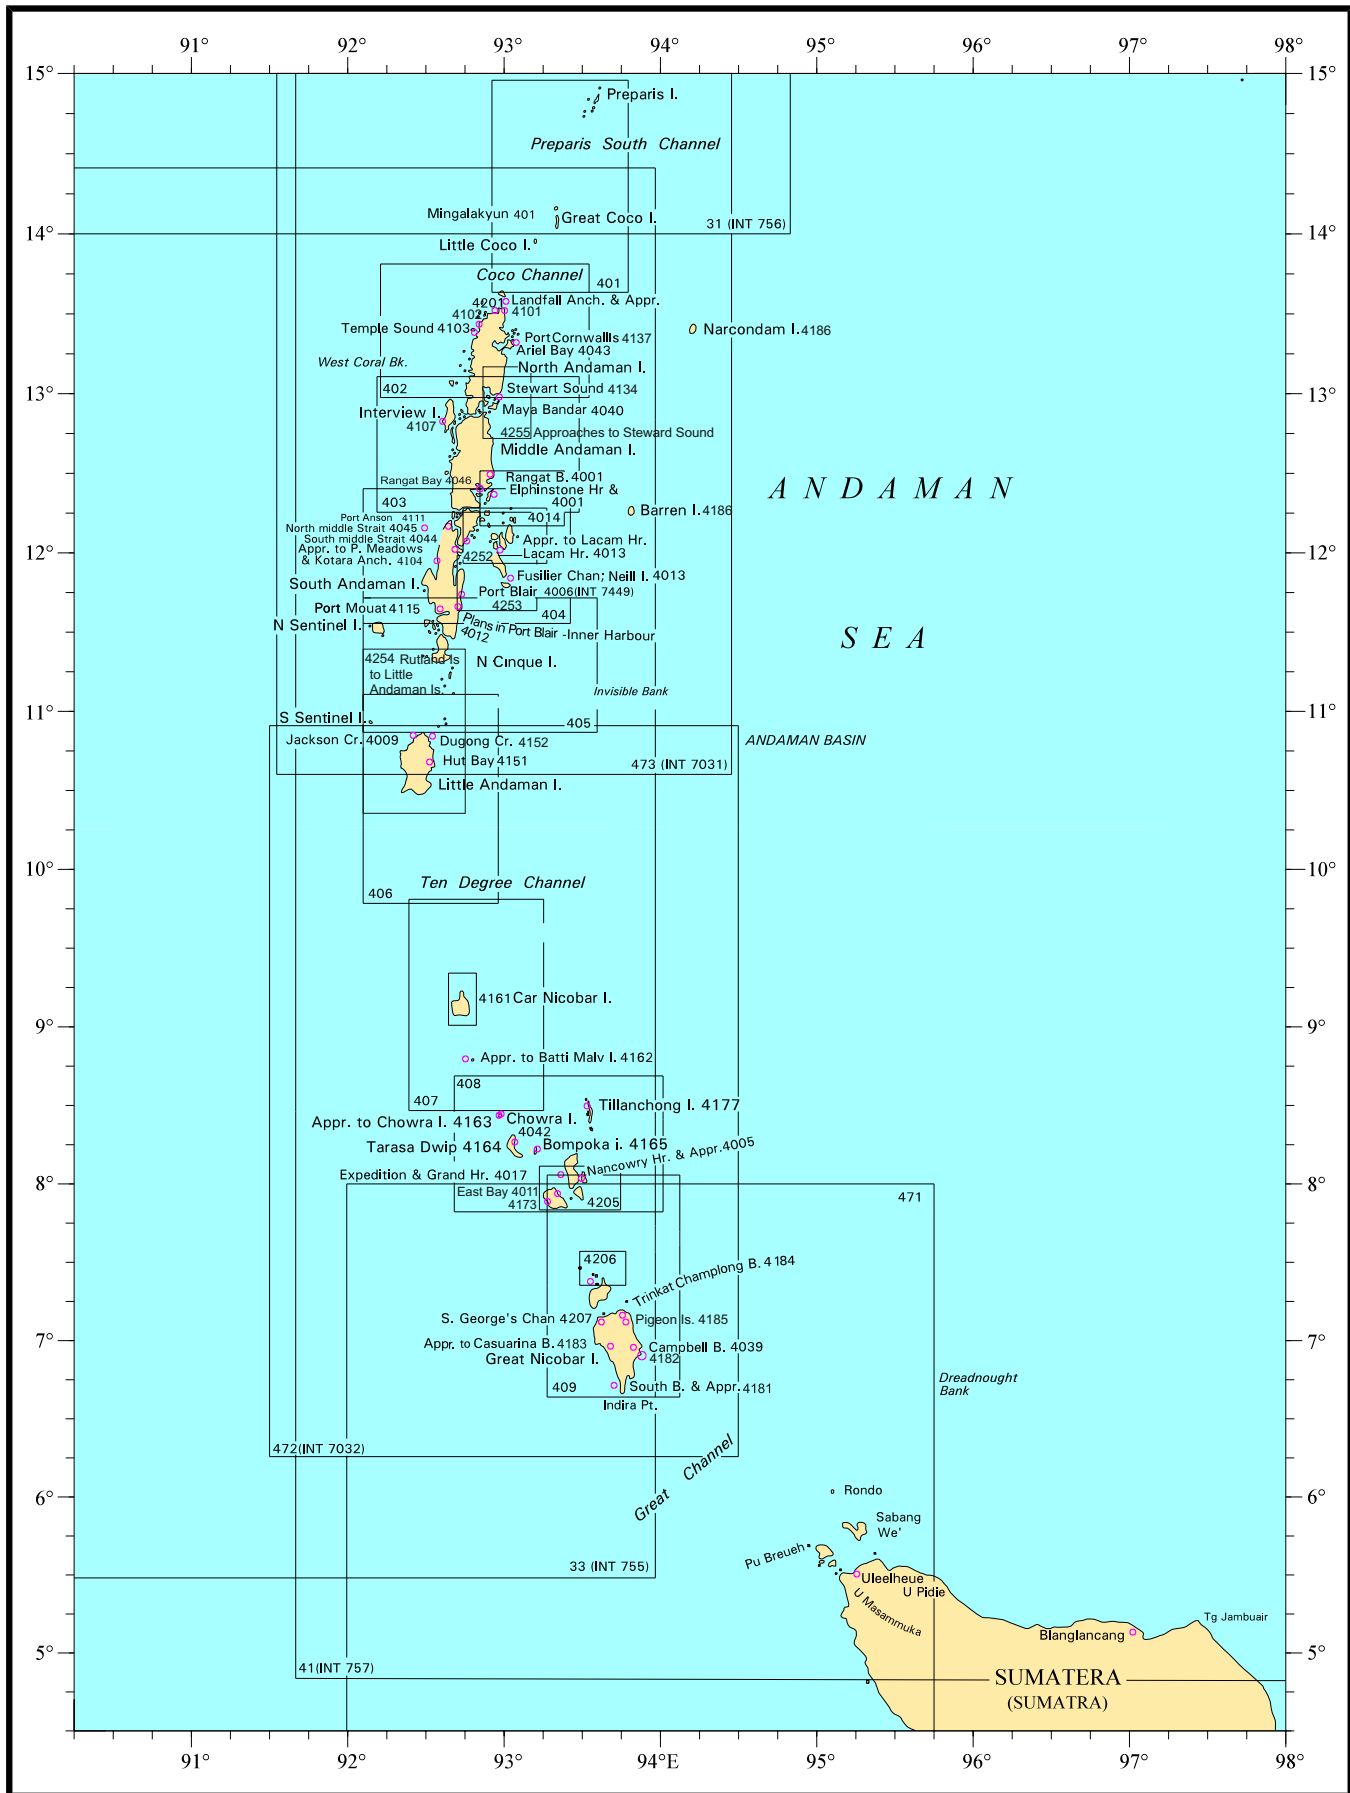 91° 92° 93° 94° 95° 96° 97° 98°
15° 15°
Preparis I.
Preparis South Channel
Mingalakyun 401
Great Coco I.
31 (INT 756)
14° 14°
Little Coco I.
Coco Channel
401
4201 Landfall Anch. & Appr.
4102 4101
Temple Sound 4103
Port Cornwallis 4137
Narcondam I. 4186
Ariel Bay 4043
West Coral Bk.
North Andaman I.
402
Stewart Sound 4134
13° 13°
Interview I.
Maya Bandar 4040
4107
4255 Approaches to Steward Sound
Middle Andaman I.
Rangat Bay 4046
Rangat B. 4001
Elphinstone Hr &
ANDAMAN
403
4001
Barren I. 4186
Port Anson 4111
4014
North middle Strait 4045
South middle Strait 4044
Appr. to Lacam Hr.
Appr. to P. Meadows
& Kotara Anch. 4104
4252
Lacam Hr. 4013
12° 12°
South Andaman I.
Fusilier Chan; Neill I. 4013
Port Blair 4006(INT 7449)
Port Mouat 4115
4253
404
N Sentinel I.
Plans in Port Blair -Inner Harbour
4012
SEA
4254 Rutland Is
to Little
Andaman Is.
N Cinque I.
Invisible Bank
11° 11°
S Sentinel I.
405
Jackson Cr. 4009
Dugong Cr. 4152
ANDAMAN BASIN
Hut Bay 4151
473 (INT 7031)
Little Andaman I.
10° 10°
Ten Degree Channel
406
4161 Car Nicobar I.
9° 9°
Appr. to Batti Malv I. 4162
408
407
Tillanchong I. 4177
Appr. to Chowra I. 4163
Chowra I.
4042
Tarasa Dwip 4164
Bompoka i. 4165
Expedition & Grand Hr. 4017
Nancowry Hr. & Appr. 4005
East Bay 4011
4173
4205
8° 8°
471
4206
Trinkat Champlong B. 4184
S. George's Chan 4207
Pigeon Is. 4185
7° 7°
Appr. to Casuarina B. 4183
Campbell B. 4039
Great Nicobar I.
4182
409
South B. & Appr. 4181
Indira Pt.
Dreadnought
Bank
472(INT 7032)
Great Channel
6° 6°
Rondo
Sabang
We'
Pu Breueh
33 (INT 755)
Uleelheue
U Pidie
U Masammuka
Tg Jambuair
Blanglancang
5° 5°
41(INT 757)
SUMATERA
(SUMATRA)
91° 92° 93° 94°E 95° 96° 97° 98°